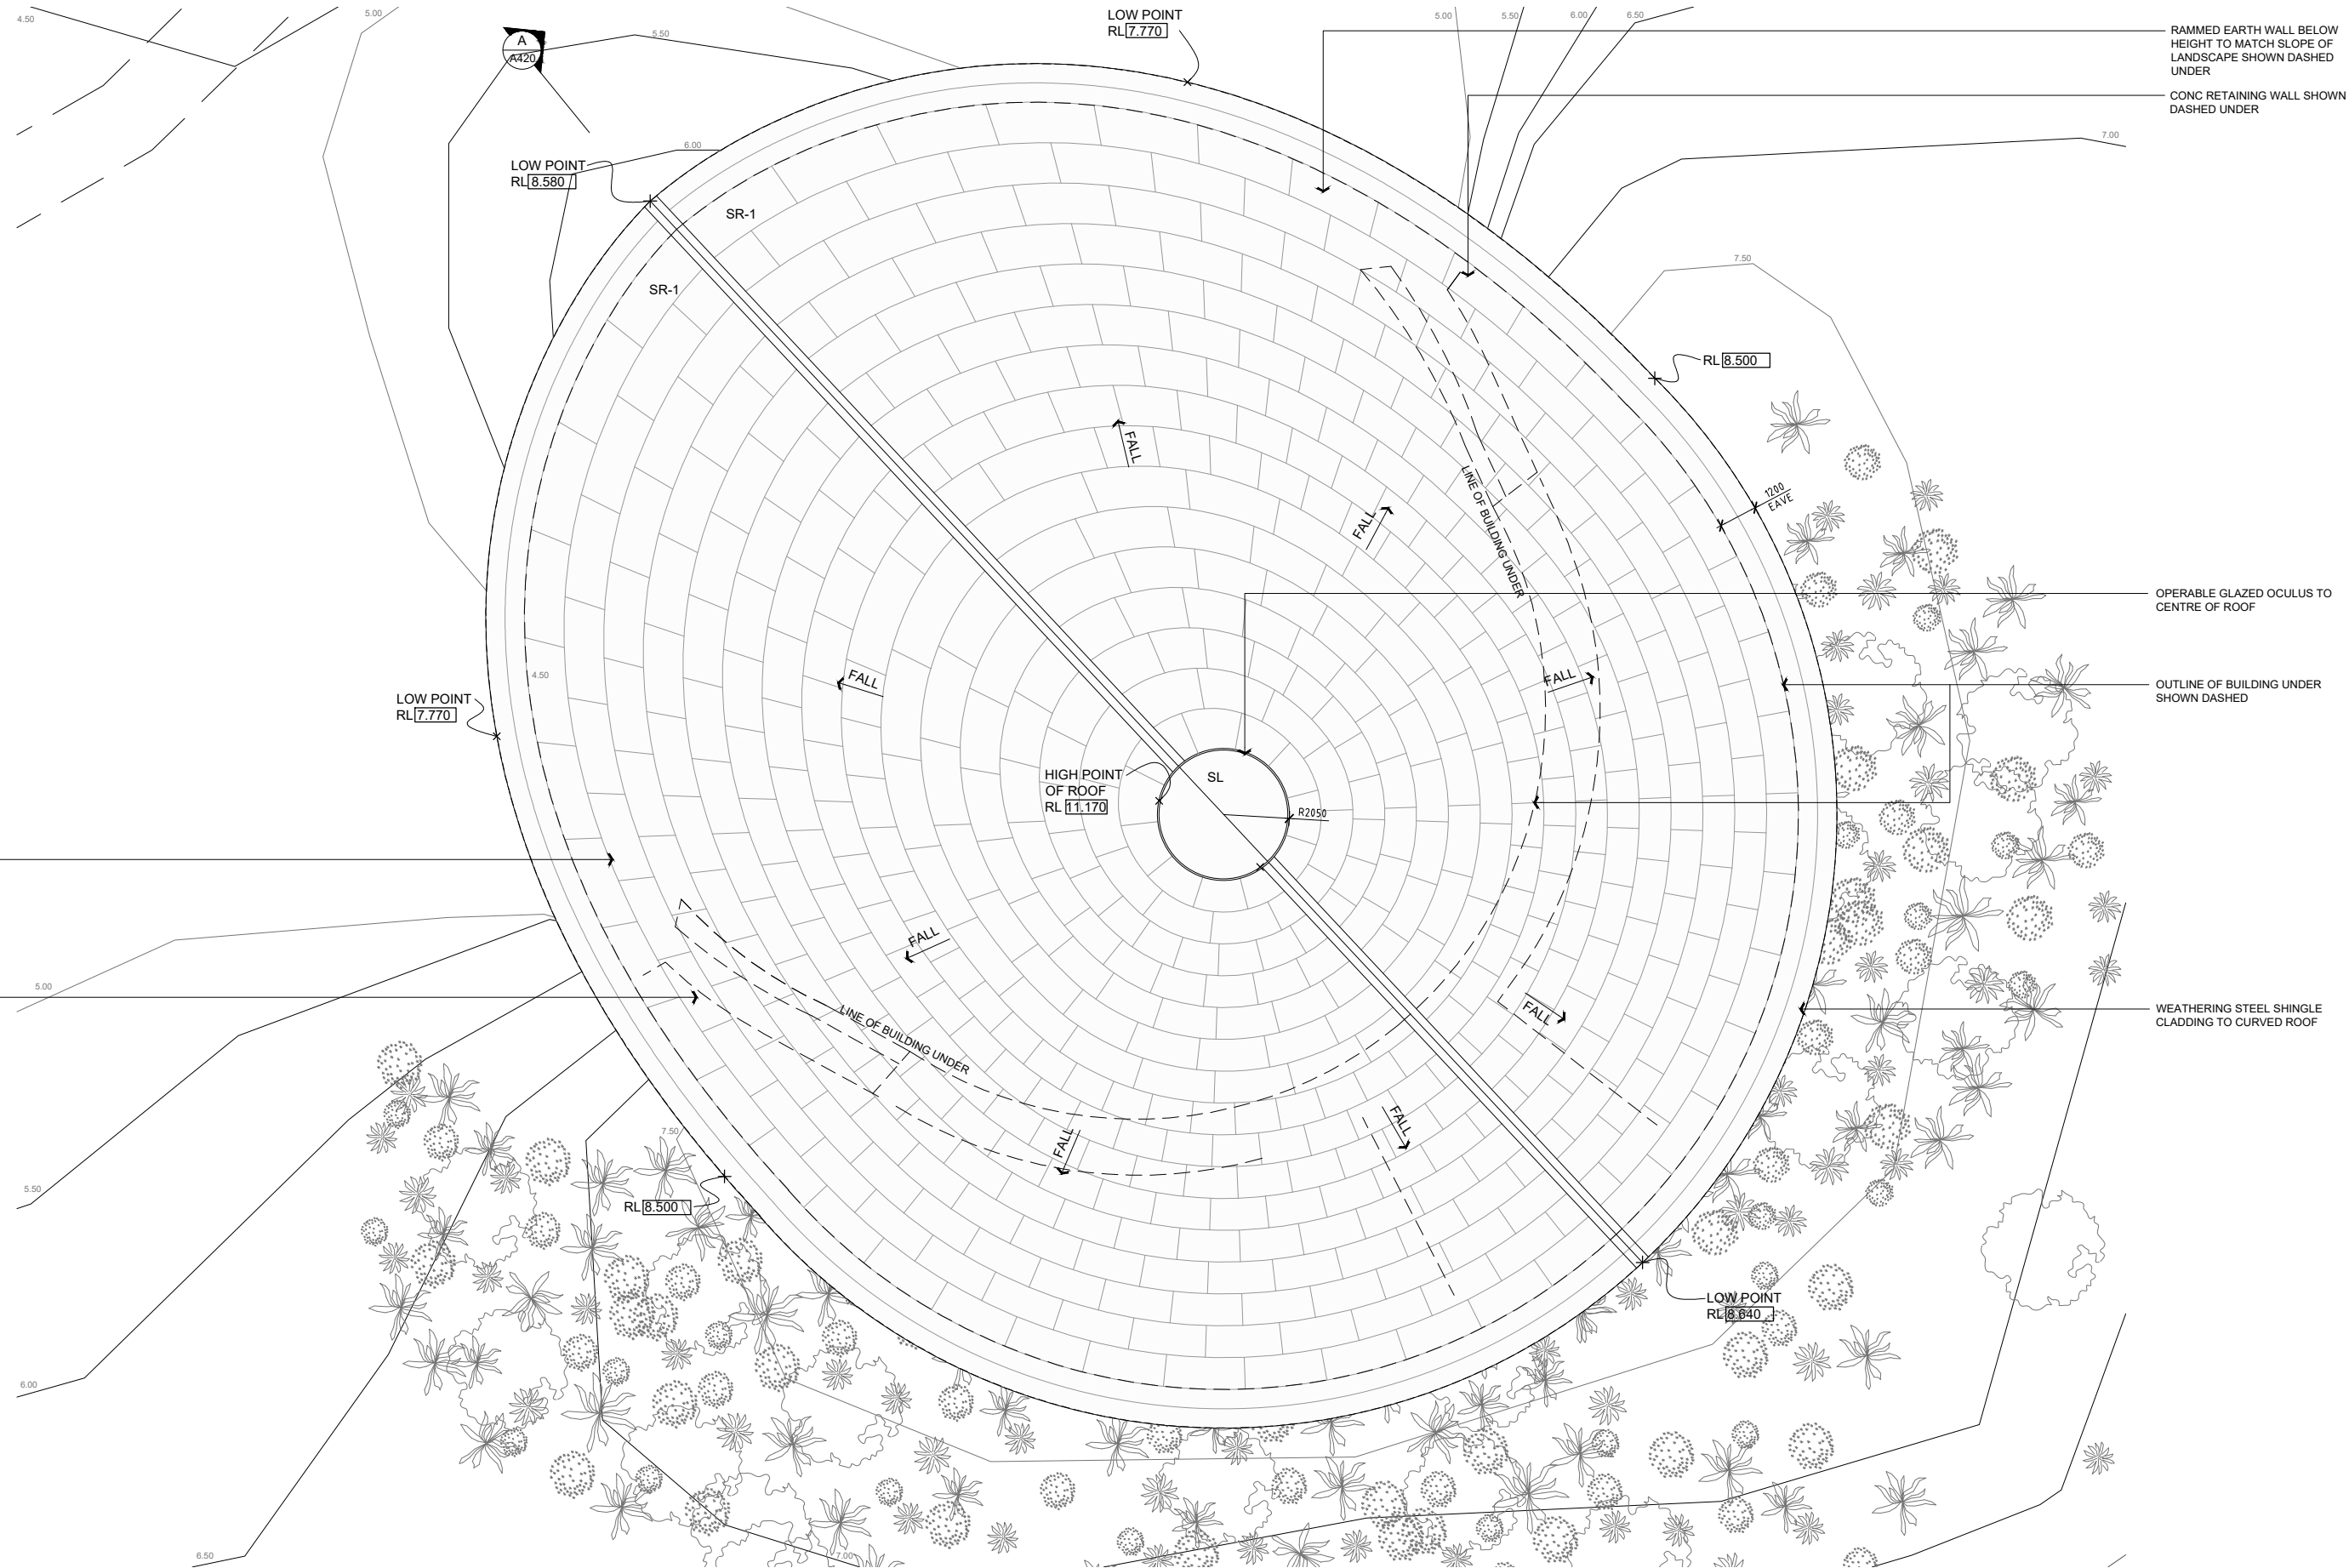 4.50
5.00
5.50
A
A420
LOW POINT
RL 7.770
5.00
5.50
6.00
6.50
RAMMED EARTH WALL BELOW
HEIGHT TO MATCH SLOPE OF
LANDSCAPE SHOWN DASHED
UNDER
CONC RETAINING WALL SHOWN
DASHED UNDER
7.00
6.00
LOW POINT
RL 8.580
SR-1
SR-1
7.50
RL 8.500
FALL
FALL
LINE OF BUILDING UNDER
1200
EAVE
OPERABLE GLAZED OCULUS TO
CENTRE OF ROOF
4.50
FALL
FALL
OUTLINE OF BUILDING UNDER
SHOWN DASHED
LOW POINT
RL 7.770
HIGH POINT
OF ROOF
RL 11.170
SL
R2050
FALL
5.00
LINE OF BUILDING UNDER
FALL
WEATHERING STEEL SHINGLE
CLADDING TO CURVED ROOF
7.50
FALL
FALL
5.50
RL 8.500
LOW POINT
RL 8.640
6.00
6.50
7.00